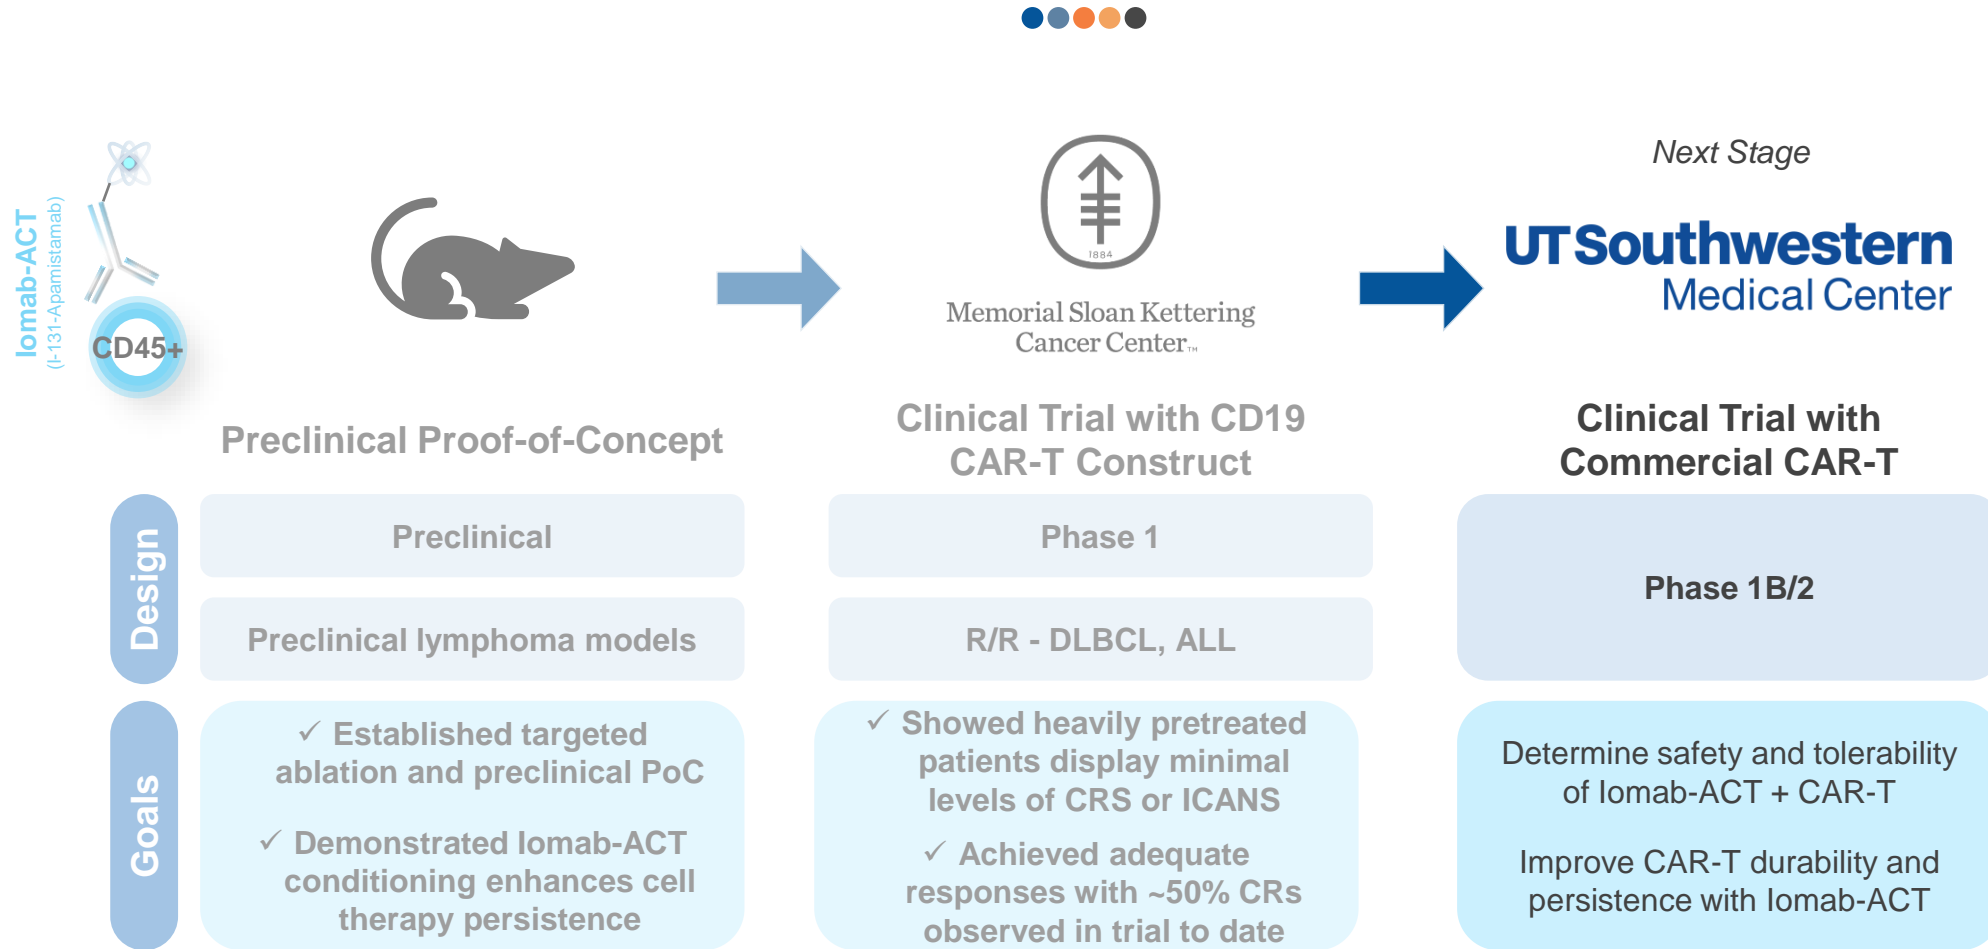 Iomab-ACT
(I-131-Apamistamab)
CD45+
1884
Memorial Sloan Kettering
Cancer Center™
Next Stage
UT Southwestern
Medical Center
Preclinical Proof-of-Concept
Clinical Trial with CD19
CAR-T Construct
Clinical Trial with
Commercial CAR-T
Design
Preclinical
Phase 1
Phase 1B/2
Preclinical lymphoma models
R/R - DLBCL, ALL
Goals
✓ Established targeted
ablation and preclinical PoC
✓ Demonstrated Iomab-ACT
conditioning enhances cell
therapy persistence
✓ Showed heavily pretreated
patients display minimal
levels of CRS or ICANS
✓ Achieved adequate
responses with ~50% CRs
observed in trial to date
Determine safety and tolerability
of Iomab-ACT + CAR-T
Improve CAR-T durability and
persistence with Iomab-ACT